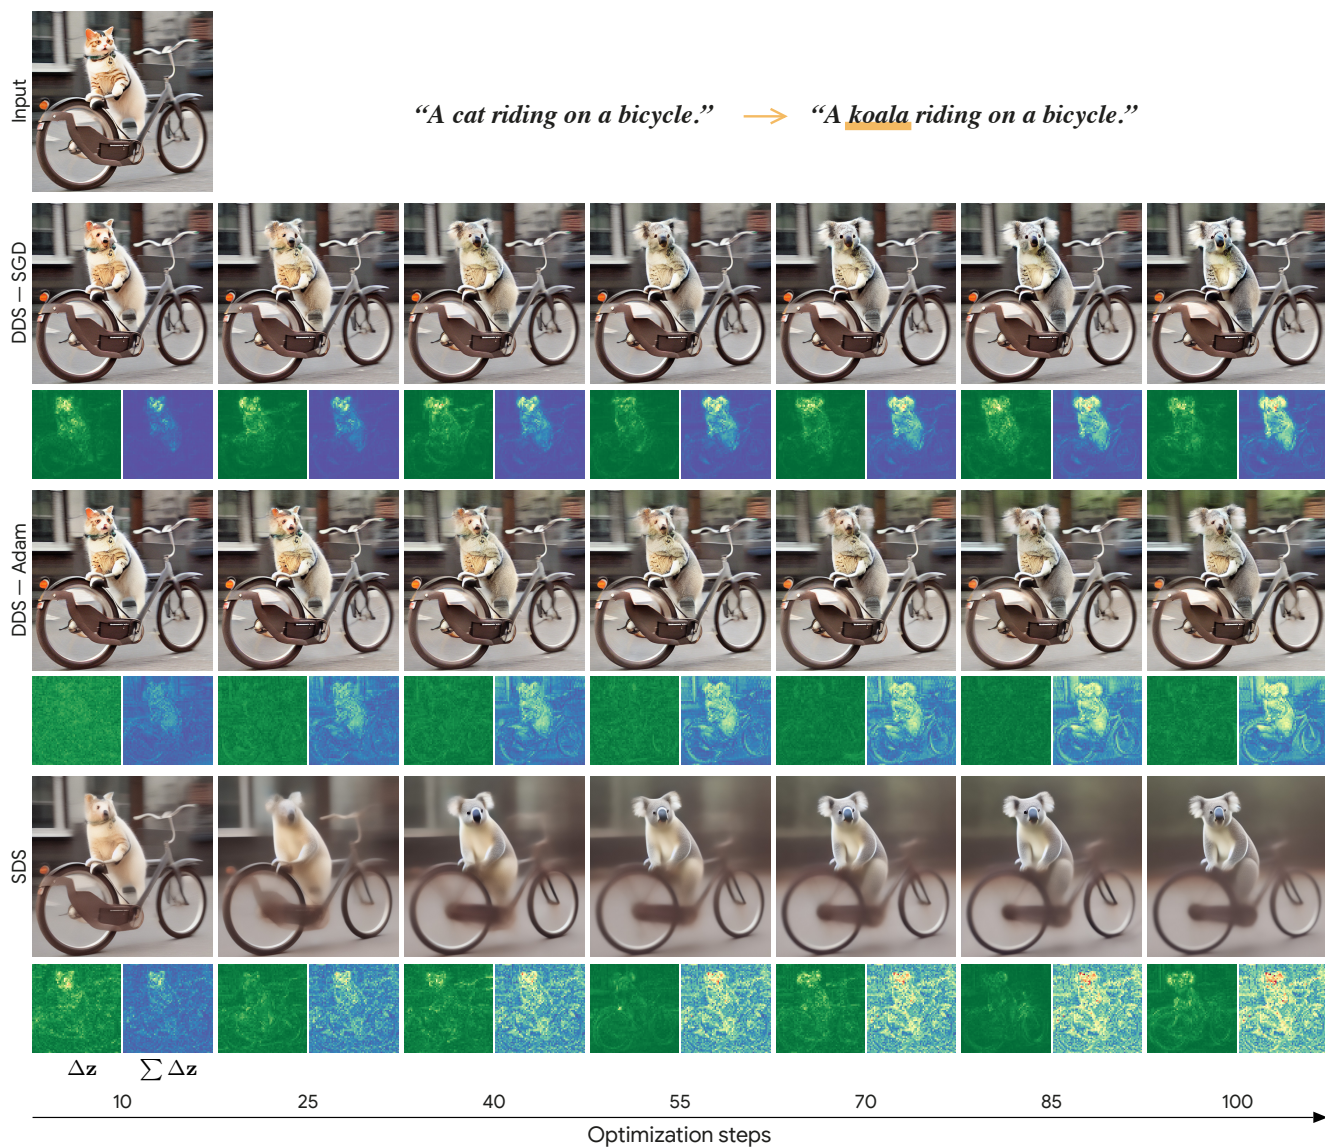 Input
“A cat riding on a bicycle.” → “A koala riding on a bicycle.”
DDS — SGD
DDS — Adam
SDS
Δz ∑ Δz
10 25 40 55 70 85 100
Optimization steps